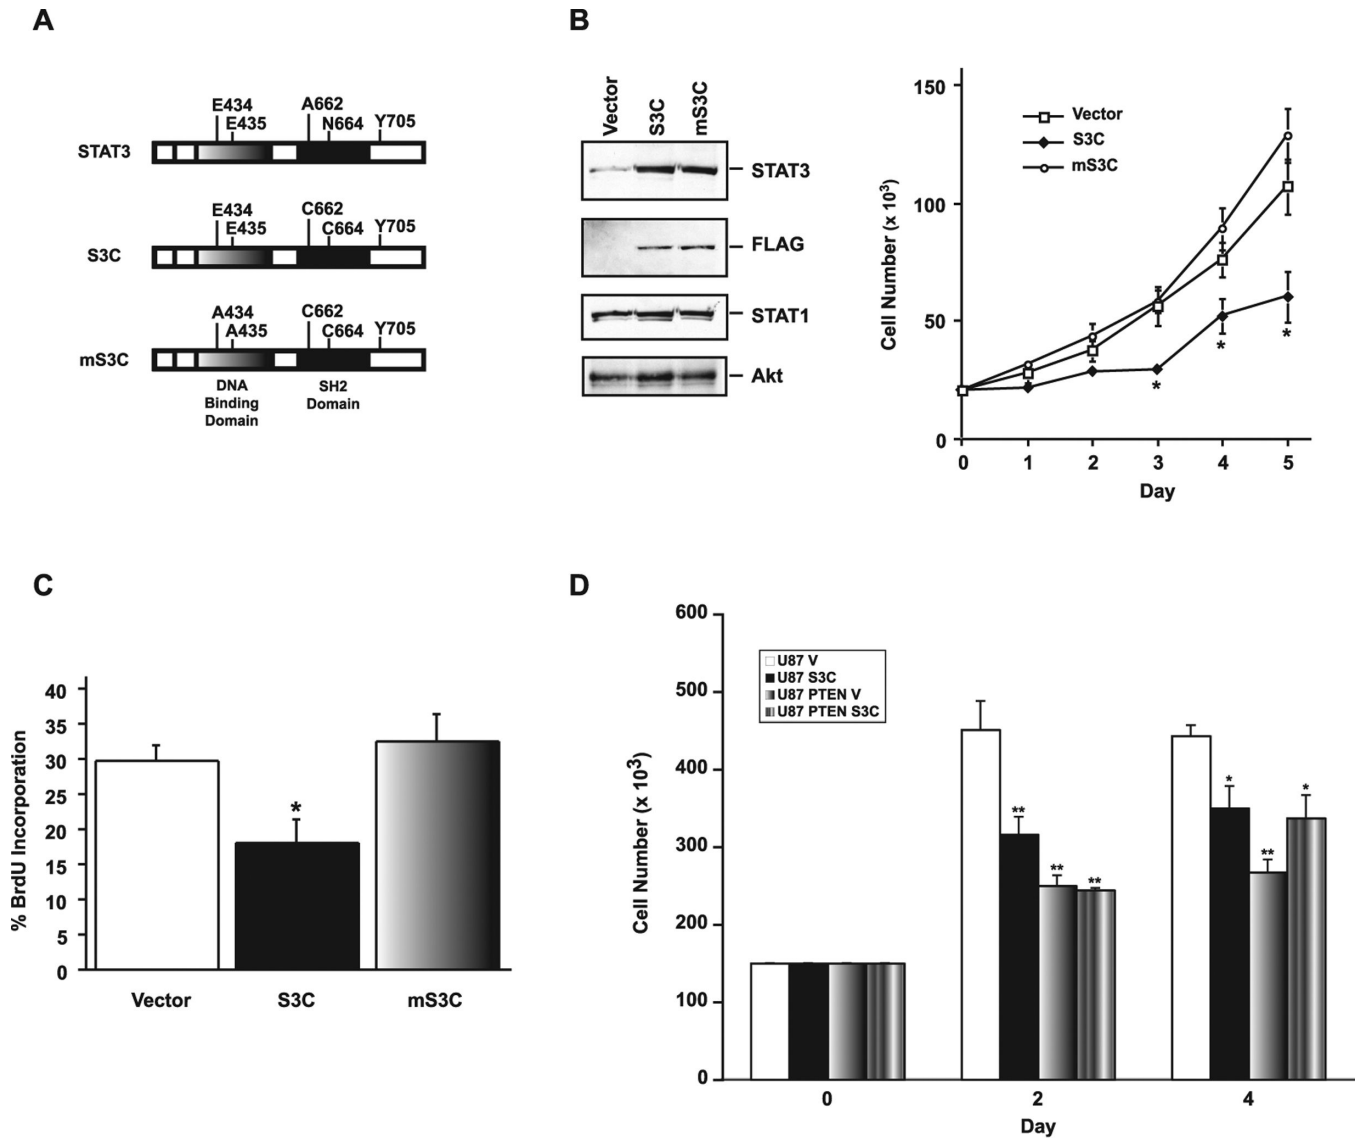 A
E434
A662
E435
N664
Y705
STAT3
E434
C662
E435
C664
Y705
S3C
A434
C662
A435
C664
Y705
mS3C
DNA
Binding
Domain
SH2
Domain
B
Vector
S3C
mS3C
STAT3
FLAG
STAT1
Akt
Cell Number (x 10³)
150
100
50
0
Vector
S3C
mS3C
*
*
*
0 1 2 3 4 5
Day
C
% BrdU Incorporation
40
35
30
25
20
15
10
5
0
*
Vector S3C mS3C
D
Cell Number (x 10³)
600
500
400
300
200
100
0
U87 V
U87 S3C
U87 PTEN V
U87 PTEN S3C
** ** **
* ** *
0 2 4
Day